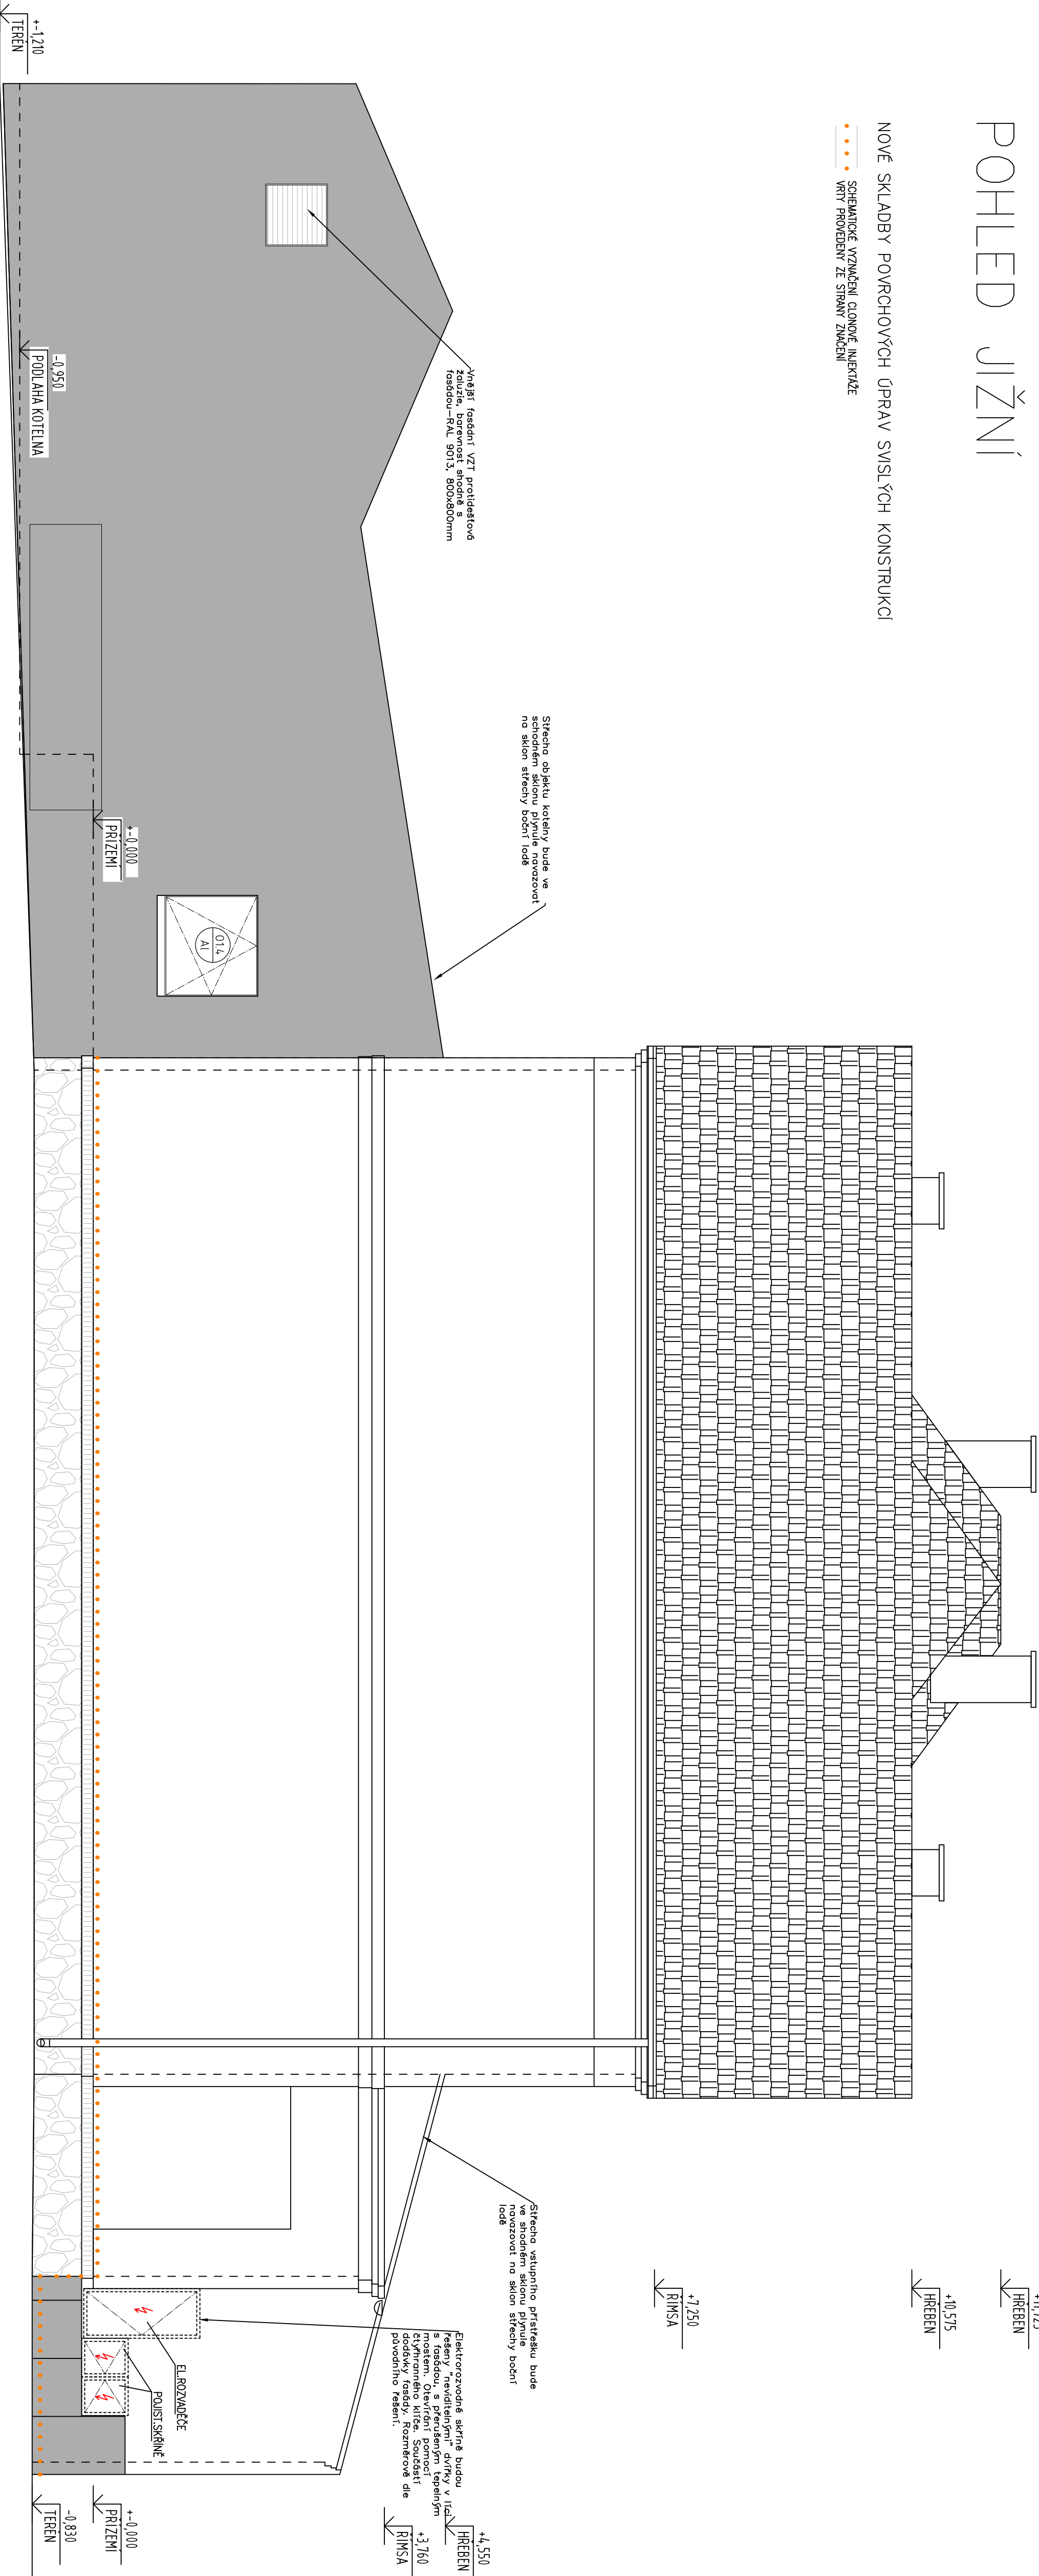 POHLED JIŽNÍ
NOVÉ SKLADBY POVRCHOVÝCH ÚPRAV SVISLÝCH KONSTRUKCÍ
SCHEMATICKÉ VYZNAČENÍ CLONOVÉ INJEKTÁŽE
VRTY PROVEDENY ZE STRANY ZNAČENÍ
+-1,210
TERÉN
-0,950
PODLAHA KOTELNA
Vnější fasádní VZT protidešťová
žaluzie, barevnost shodně s
fasádou-RAL 9013, 800x800mm
Střecha objektu kotelny bude ve
schodném sklonu plynule navazovat
na sklon střechy boční lodě
+-0,000
PŘÍZEMÍ
01.4
Al
Střecha vstupního přístřešku bude
ve shodném sklonu plynule
navazovat na sklon střechy boční
lodě
+7,250
ŘÍMSA
+10,575
HŘEBEN
HŘEBEN
Elektrorozvodné skříně budou
řešeny "neviditelnými" dvířky v líci
s fasádou, s přerušeným tepelným
mostem. Otevírání pomocí
čtyřhranného klíče. Součástí
dodávky fasády. Rozměrově dle
původního řešení.
EL.ROZVADĚČE
POJIST.SKŘÍNĚ
+4,550
HŘEBEN
+3,760
ŘÍMSA
+-0,000
PŘÍZEMÍ
-0,830
TERÉN